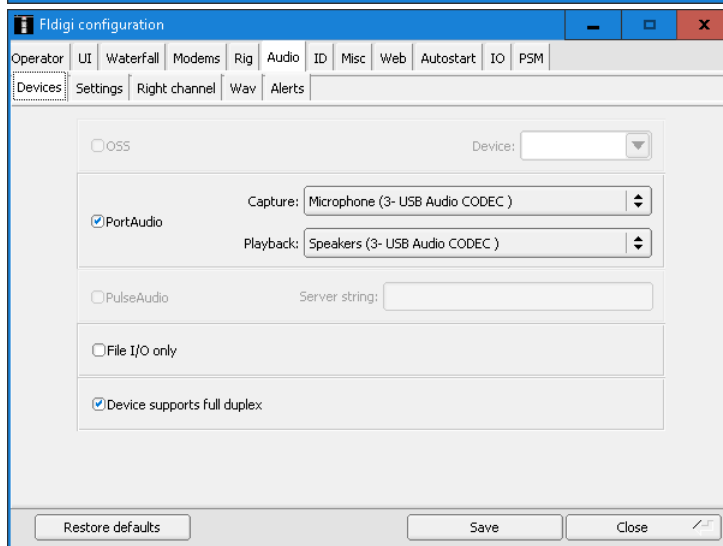 Fldigi configuration
Operator UI Waterfall Modems Rig Audio ID Misc Web Autostart IO PSM
Devices Settings Right channel Wav Alerts
OSS Device:
Capture: Microphone (3- USB Audio CODEC )
PortAudio
Playback: Speakers (3- USB Audio CODEC )
PulseAudio Server string:
File I/O only
Device supports full duplex
Restore defaults Save Close